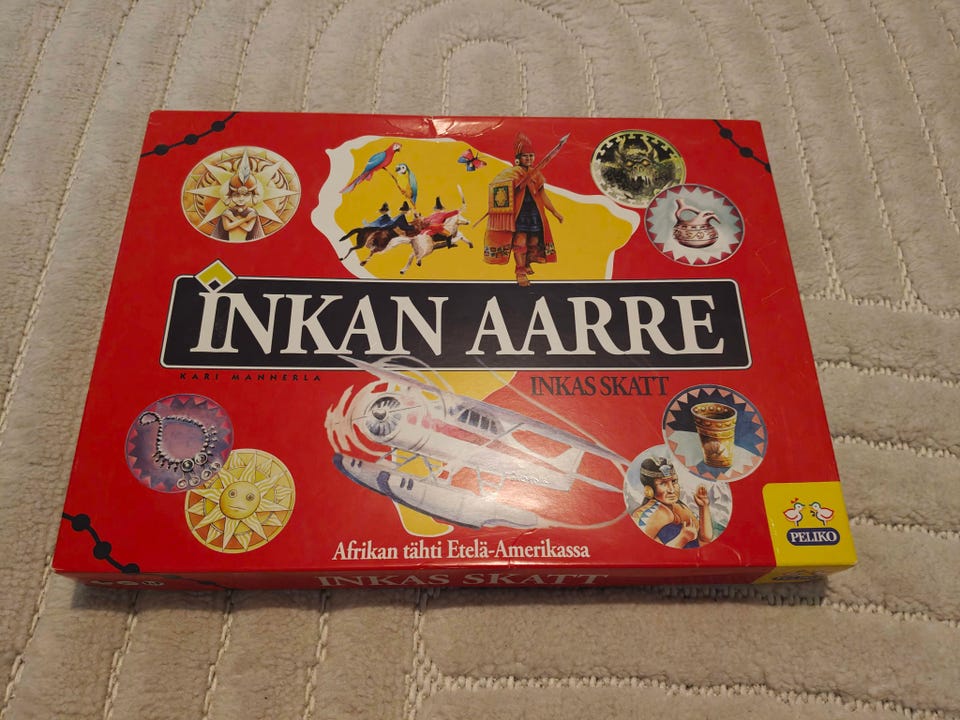 INKAN AARRE
KARI MANNERLA
INKAS SKATT
Afrikan tähti Etelä-Amerikassa
PELIKO
INKAS SKATT